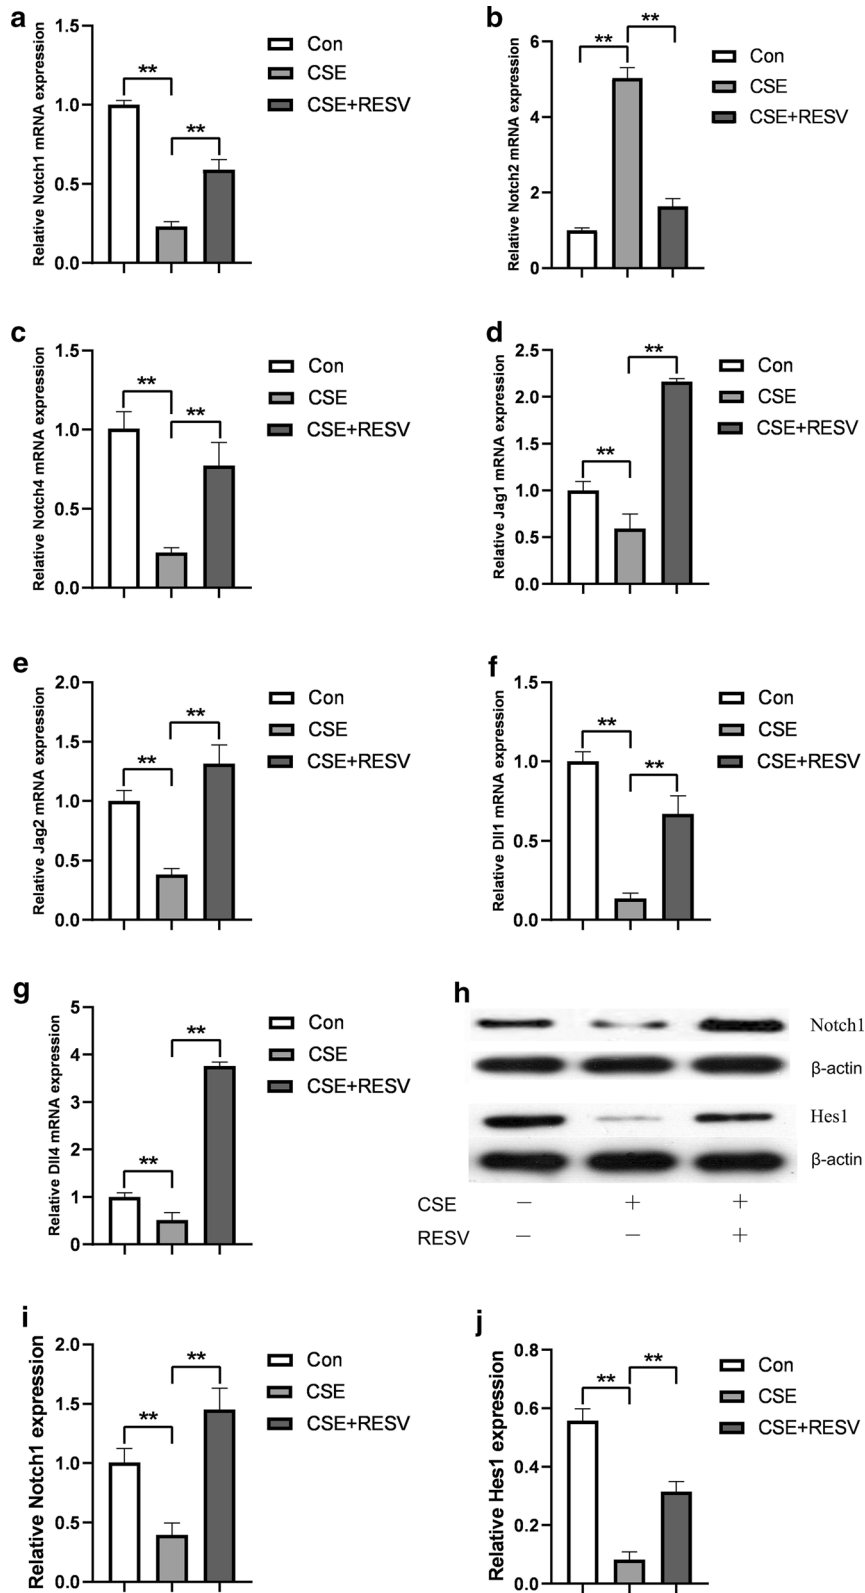 a
Relative Notch1 mRNA expression
1.5
1.0
0.5
0.0
**
**
Con
CSE
CSE+RESV
b
Relative Notch2 mRNA expression
6
4
2
0
**
**
Con
CSE
CSE+RESV
c
Relative Notch4 mRNA expression
1.5
1.0
0.5
0.0
**
**
Con
CSE
CSE+RESV
d
Relative Jag1 mRNA expression
2.5
2.0
1.5
1.0
0.5
0.0
**
**
Con
CSE
CSE+RESV
e
Relative Jag2 mRNA expression
2.0
1.5
1.0
0.5
0.0
**
**
Con
CSE
CSE+RESV
f
Relative Dll1 mRNA expression
1.5
1.0
0.5
0.0
**
**
Con
CSE
CSE+RESV
g
Relative Dll4 mRNA expression
5
4
3
2
1
0
**
**
Con
CSE
CSE+RESV
h
Notch1
β-actin
Hes1
β-actin
CSE − + +
RESV − − +
i
Relative Notch1 expression
2.0
1.5
1.0
0.5
0.0
**
**
Con
CSE
CSE+RESV
j
Relative Hes1 expression
0.8
0.6
0.4
0.2
0.0
**
**
Con
CSE
CSE+RESV